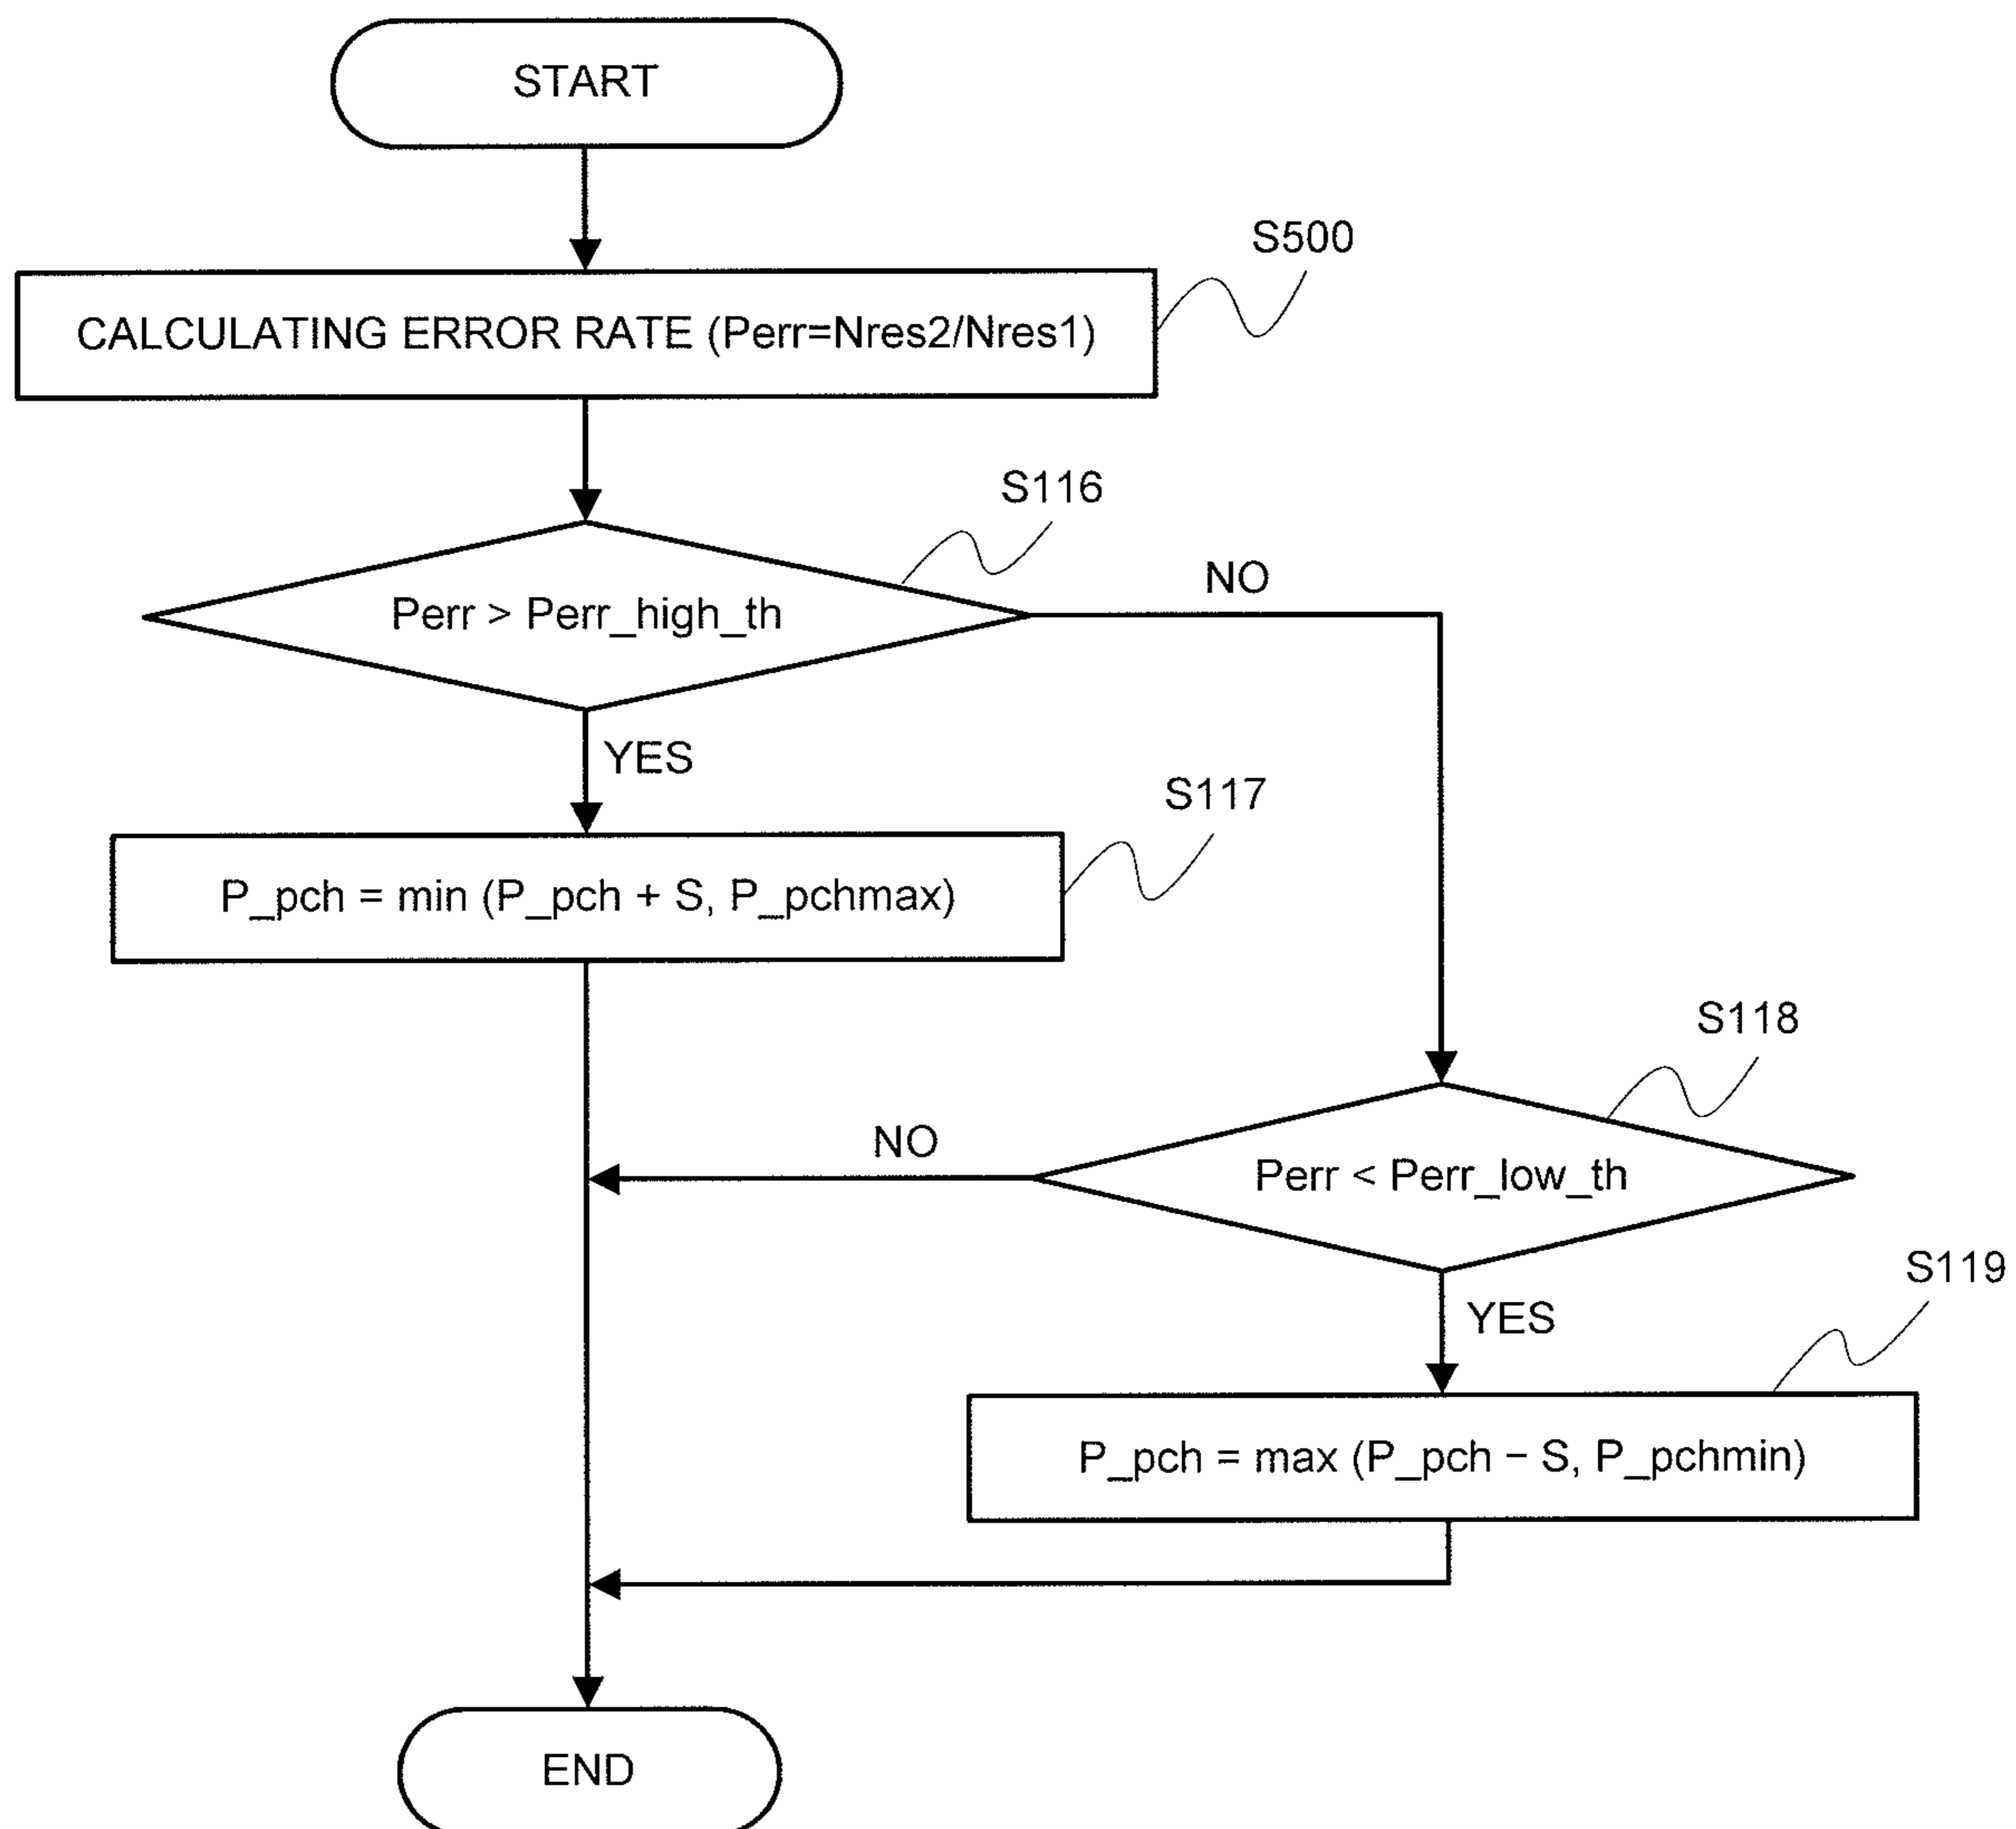 START
S500
CALCULATING ERROR RATE (Perr=Nres2/Nres1)
S116
Perr > Perr_high_th
NO
YES
S117
P_pch = min (P_pch + S, P_pchmax)
S118
Perr < Perr_low_th
NO
YES
S119
P_pch = max (P_pch − S, P_pchmin)
END